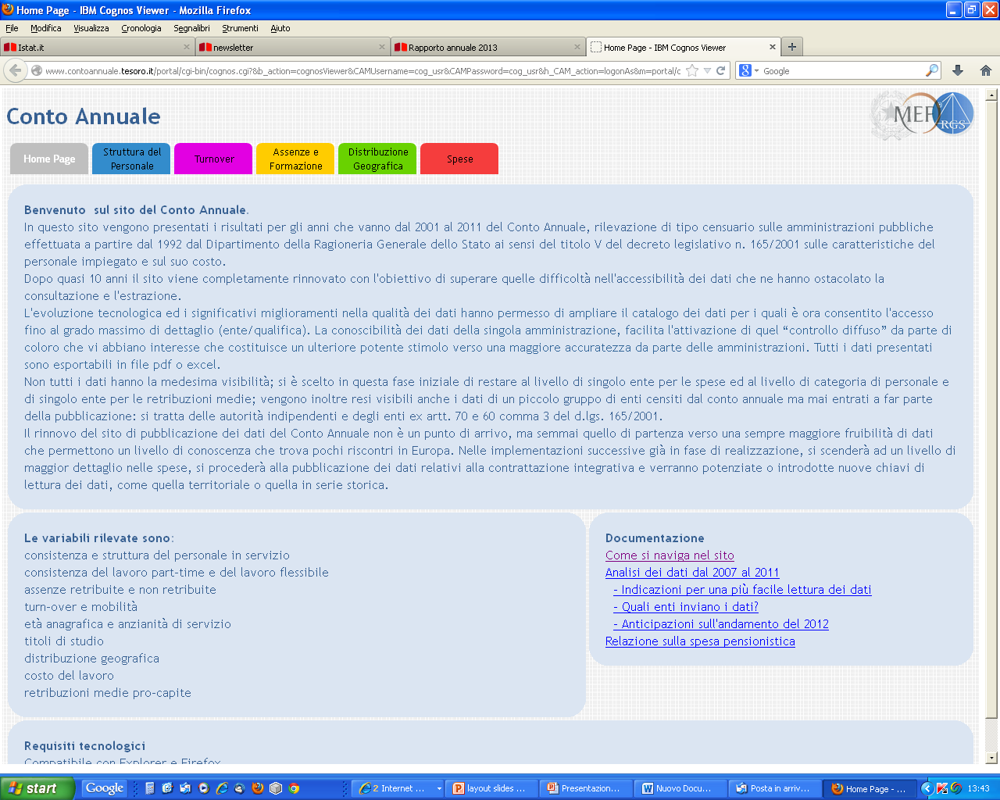 Home Page - IBM Cognos Viewer - Mozilla Firefox
File Modifica Visualizza Cronologia Segnalibri Strumenti Aiuto
Istat.it newsletter Rapporto annuale 2013 Home Page - IBM Cognos Viewer
www.contoannuale.tesoro.it/portal/cgi-bin/cognos.cgi?&b_action=cognosViewer&CAMUsername=cog_usr&CAMPassword=cog_usr&h_CAM_action=logonAs&m=portal/c Google
Conto Annuale
MEF RGS
Home Page
Struttura del
Personale
Turnover
Assenze e
Formazione
Distribuzione
Geografica
Spese
Benvenuto sul sito del Conto Annuale.
In questo sito vengono presentati i risultati per gli anni che vanno dal 2001 al 2011 del Conto Annuale, rilevazione di tipo censuario sulle amministrazioni pubbliche
effettuata a partire dal 1992 dal Dipartimento della Ragioneria Generale dello Stato ai sensi del titolo V del decreto legislativo n. 165/2001 sulle caratteristiche del
personale impiegato e sul suo costo.
Dopo quasi 10 anni il sito viene completamente rinnovato con l'obiettivo di superare quelle difficoltà nell'accessibilità dei dati che ne hanno ostacolato la
consultazione e l'estrazione.
L'evoluzione tecnologica ed i significativi miglioramenti nella qualità dei dati hanno permesso di ampliare il catalogo dei dati per i quali è ora consentito l'accesso
fino al grado massimo di dettaglio (ente/qualifica). La conoscibilità dei dati della singola amministrazione, facilita l'attivazione di quel “controllo diffuso” da parte di
coloro che vi abbiano interesse che costituisce un ulteriore potente stimolo verso una maggiore accuratezza da parte delle amministrazioni. Tutti i dati presentati
sono esportabili in file pdf o excel.
Non tutti i dati hanno la medesima visibilità; si è scelto in questa fase iniziale di restare al livello di singolo ente per le spese ed al livello di categoria di personale e
di singolo ente per le retribuzioni medie; vengono inoltre resi visibili anche i dati di un piccolo gruppo di enti censiti dal conto annuale ma mai entrati a far parte
della pubblicazione: si tratta delle autorità indipendenti e degli enti ex artt. 70 e 60 comma 3 del d.lgs. 165/2001.
Il rinnovo del sito di pubblicazione dei dati del Conto Annuale non è un punto di arrivo, ma semmai quello di partenza verso una sempre maggiore fruibilità di dati
che permettono un livello di conoscenza che trova pochi riscontri in Europa. Nelle implementazioni successive già in fase di realizzazione, si scenderà ad un livello di
maggior dettaglio nelle spese, si procederà alla pubblicazione dei dati relativi alla contrattazione integrativa e verranno potenziate o introdotte nuove chiavi di
lettura dei dati, come quella territoriale o quella in serie storica.
Le variabili rilevate sono:
consistenza e struttura del personale in servizio
consistenza del lavoro part-time e del lavoro flessibile
assenze retribuite e non retribuite
turn-over e mobilità
età anagrafica e anzianità di servizio
titoli di studio
distribuzione geografica
costo del lavoro
retribuzioni medie pro-capite
Documentazione
Come si naviga nel sito
Analisi dei dati dal 2007 al 2011
- Indicazioni per una più facile lettura dei dati
- Quali enti inviano i dati?
- Anticipazioni sull'andamento del 2012
Relazione sulla spesa pensionistica
Requisiti tecnologici
Compatibile con Explorer e Firefox
start Google 2 Internet ... layout slides ... Presentazion... Nuovo Docu... Posta in arriv... Home Page - ... 13:43